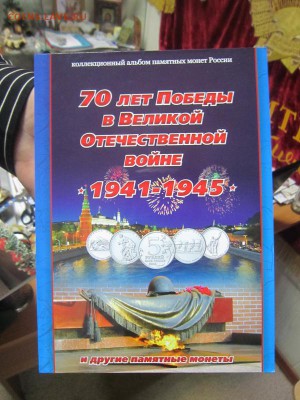 коллекционный альбом памятных монет России
70 лет Победы
в Великой
Отечественной
войне
1941-1945
и другие памятные монеты